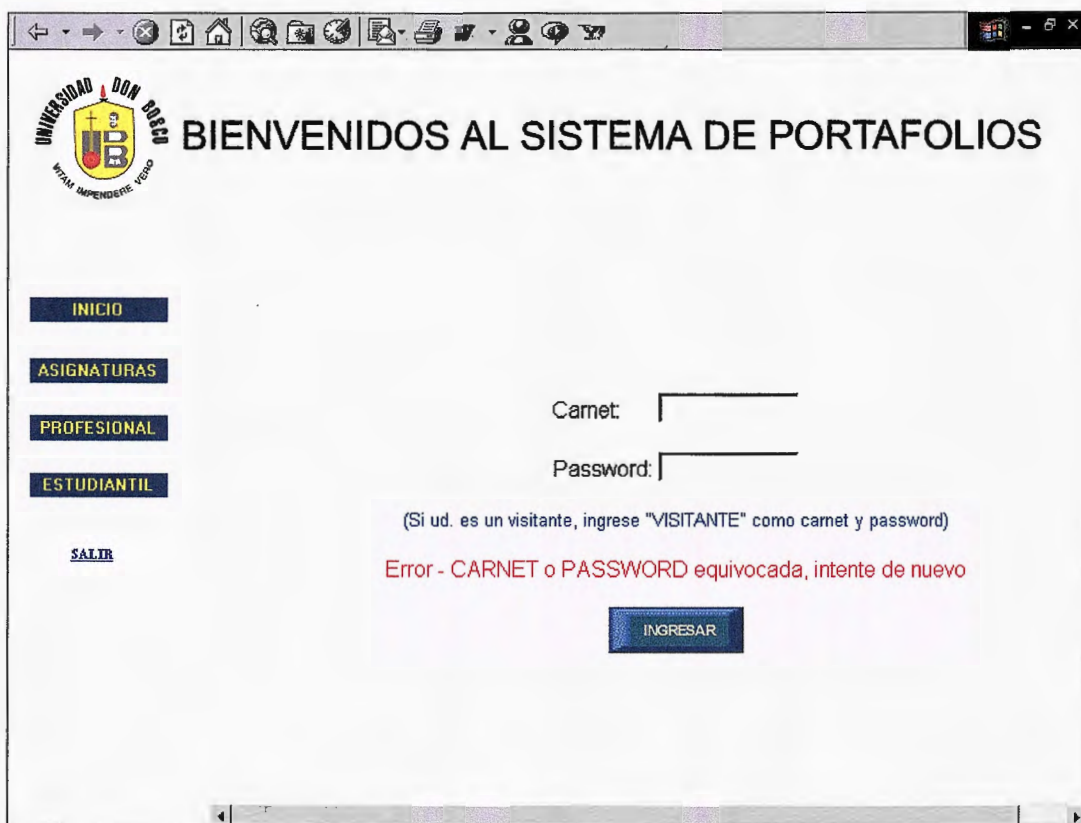 UNIVERSIDAD DON BOSCO
VITAM IMPENDERE VERO
BIENVENIDOS AL SISTEMA DE PORTAFOLIOS
INICIO
ASIGNATURAS
PROFESIONAL
ESTUDIANTIL
SALIR
Carnet:
Password:
(Si ud. es un visitante, ingrese "VISITANTE" como carnet y password)
Error - CARNET o PASSWORD equivocada, intente de nuevo
INGRESAR